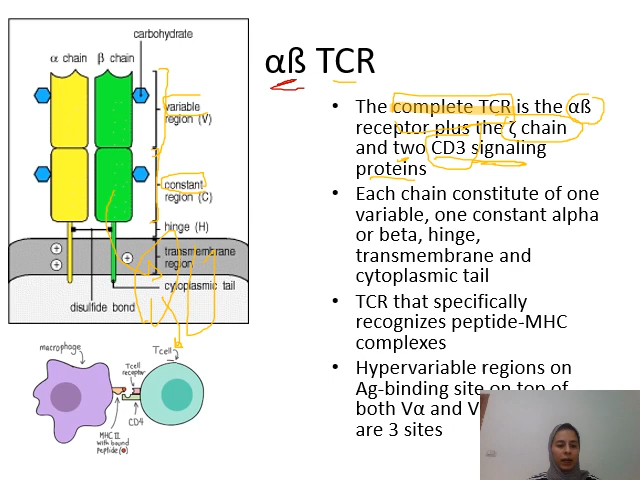 αß TCR
carbohydrate
α chain
β chain
variable
region (V)
constant
region (C)
hinge (H)
transmembrane
region
cytoplasmic tail
disulfide bond
+
+
+
• The complete TCR is the αß
receptor plus the ζ chain
and two CD3 signaling
proteins
• Each chain constitute of one
variable, one constant alpha
or beta, hinge,
transmembrane and
cytoplasmic tail
• TCR that specifically
recognizes peptide-MHC
complexes
• Hypervariable regions on
Ag-binding site on top of
both Vα and V
are 3 sites
macrophage
Tcell
Tcell
receptor
CD4
MHC II
with bound
peptide